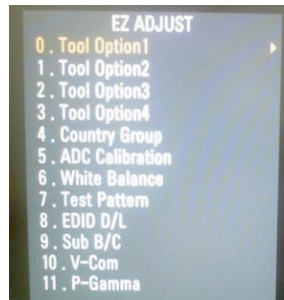 EZ ADJUST
0 . Tool Option1
1 . Tool Option2
2 . Tool Option3
3 . Tool Option4
4 . Country Group
5 . ADC Calibration
6 . White Balance
7 . Test Pattern
8 . EDID D/L
9 . Sub B/C
10 . V-Com
11 . P-Gamma